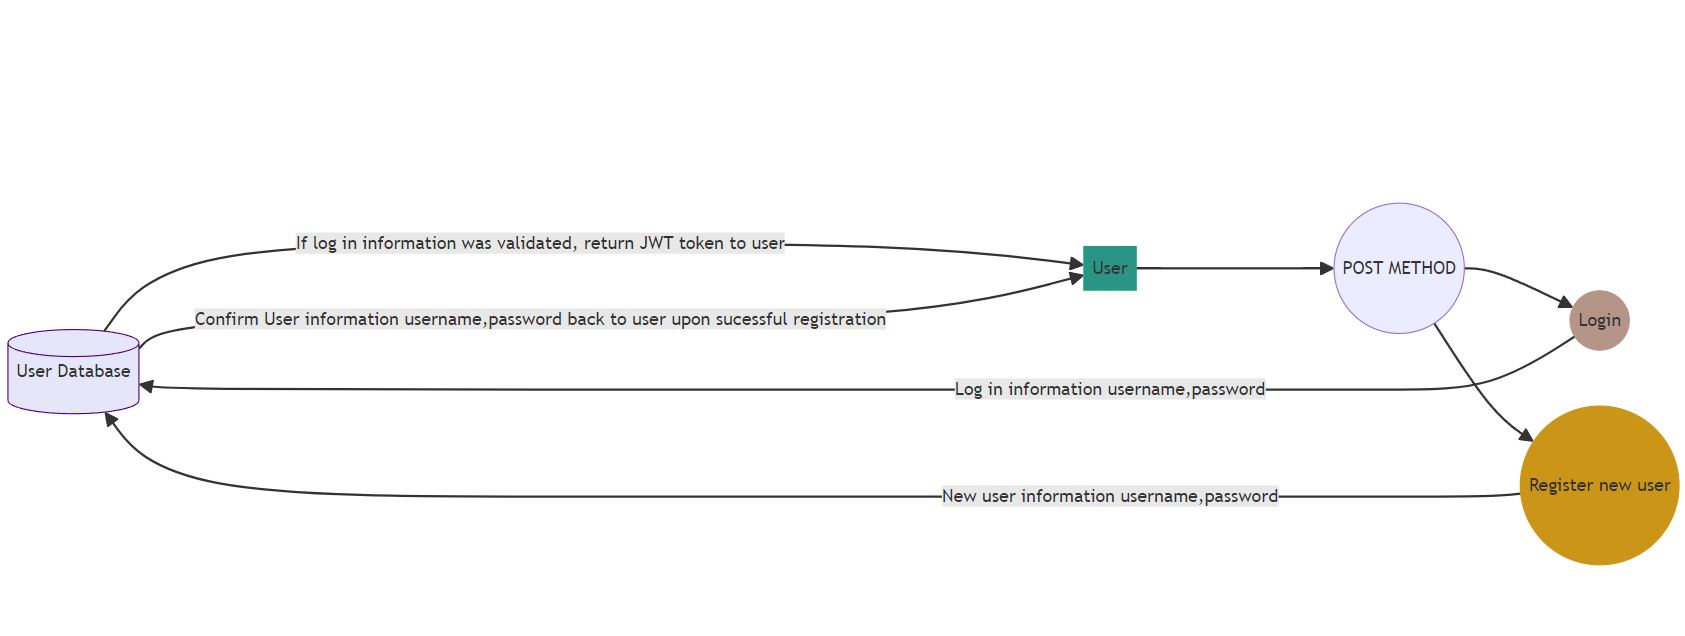 If log in information was validated, return JWT token to user
User
POST METHOD
Confirm User information username,password back to user upon sucessful registration
Login
User Database
Log in information username,password
Register new user
New user information username,password